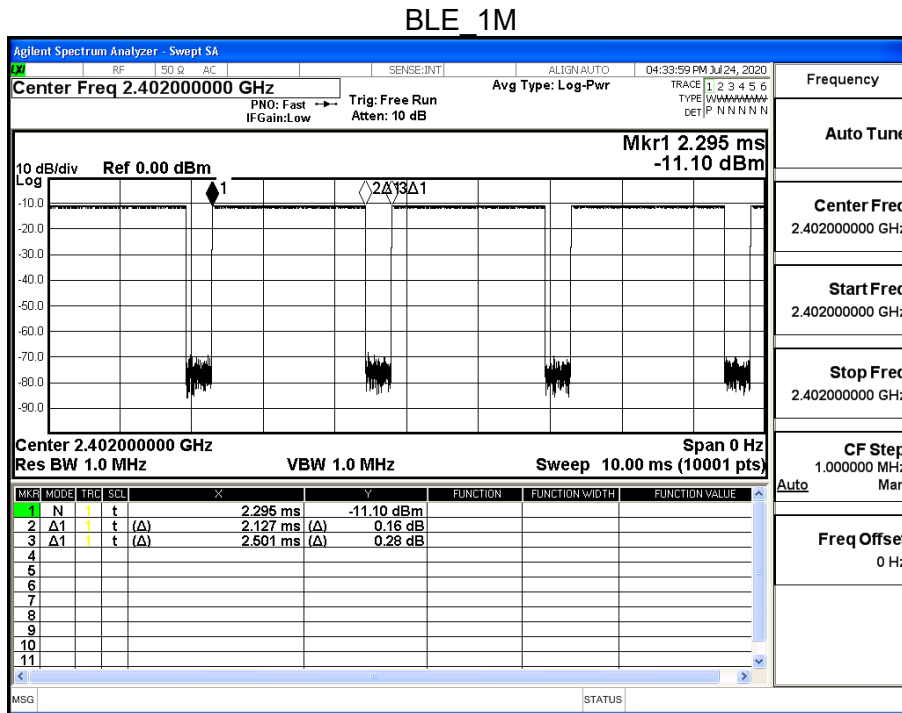 BLE_1M
Agilent Spectrum Analyzer - Swept SA
LXI RF 50 Ω AC SENSE:INT ALIGN AUTO 04:33:59 PM Jul 24, 2020
Center Freq 2.402000000 GHz Avg Type: Log-Pwr TRACE 1 2 3 4 5 6
PNO: Fast Trig: Free Run TYPE WWWWWW
IFGain:Low Atten: 10 dB DET P N N N N N
Mkr1 2.295 ms
-11.10 dBm
10 dB/div Ref 0.00 dBm
Log
1 2Δ1 3Δ1
-10.0
-20.0
-30.0
-40.0
-50.0
-60.0
-70.0
-80.0
-90.0
Center 2.402000000 GHz Span 0 Hz
Res BW 1.0 MHz VBW 1.0 MHz Sweep 10.00 ms (10001 pts)
MKR MODE TRC SCL X Y FUNCTION FUNCTION WIDTH FUNCTION VALUE
1 N 1 t 2.295 ms -11.10 dBm
2 Δ1 1 t (Δ) 2.127 ms (Δ) 0.16 dB
3 Δ1 1 t (Δ) 2.501 ms (Δ) 0.28 dB
4
5
6
7
8
9
10
11
MSG STATUS
Frequency
Auto Tune
Center Freq
2.402000000 GHz
Start Freq
2.402000000 GHz
Stop Freq
2.402000000 GHz
CF Step
1.000000 MHz
Auto Man
Freq Offset
0 Hz